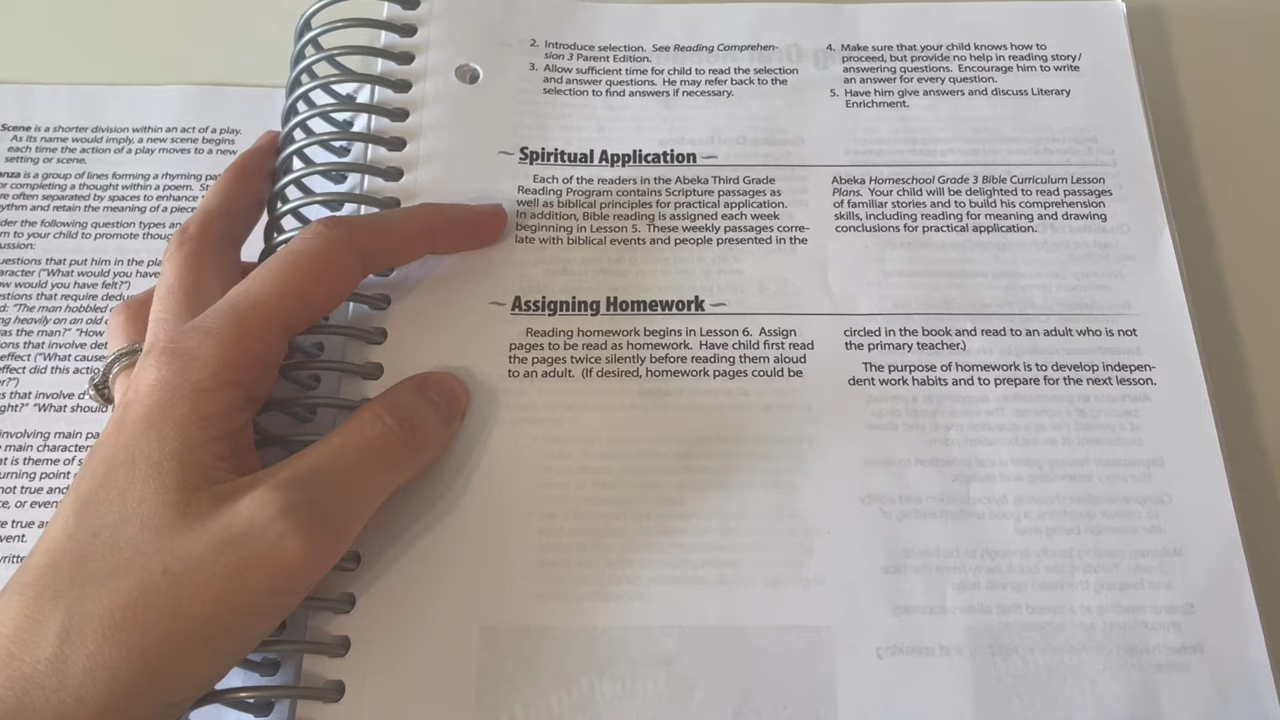 Scene is a shorter division within an act of a play.
As its name would imply, a new scene begins
each time the action of a play moves to a new
setting or scene.
anza is a group of lines forming a rhyming pa
or completing a thought within a poem. St
re often separated by spaces to enhance
ythm and retain the meaning of a piece
der the following question types an
rn to your child to promote thoug
ussion:
uestions that put him in the pla
aracter ("What would you have
ow would you have felt?")
stions that require dedu
d: "The man hobbled
ng heavily on an old c
as the man?" "How
ons that involve det
effect ("What cause
ffect did this actio
r?")
s that involve d
ght?" "What should
involving main pa
main character
at is theme of s
urning point
not true and
ce, or even
e true ar
vent.
writte
2. Introduce selection. See Reading Comprehen-
sion 3 Parent Edition.
3. Allow sufficient time for child to read the selection
and answer questions. He may refer back to the
selection to find answers if necessary.
4. Make sure that your child knows how to
proceed, but provide no help in reading story/
answering questions. Encourage him to write
an answer for every question.
5. Have him give answers and discuss Literary
Enrichment.
~ Spiritual Application ~
Each of the readers in the Abeka Third Grade
Reading Program contains Scripture passages as
well as biblical principles for practical application.
In addition, Bible reading is assigned each week
beginning in Lesson 5. These weekly passages corre-
late with biblical events and people presented in the
Abeka Homeschool Grade 3 Bible Curriculum Lesson
Plans. Your child will be delighted to read passages
of familiar stories and to build his comprehension
skills, including reading for meaning and drawing
conclusions for practical application.
~ Assigning Homework ~
Reading homework begins in Lesson 6. Assign
pages to be read as homework. Have child first read
the pages twice silently before reading them aloud
to an adult. (If desired, homework pages could be
circled in the book and read to an adult who is not
the primary teacher.)
The purpose of homework is to develop indepen-
dent work habits and to prepare for the next lesson.